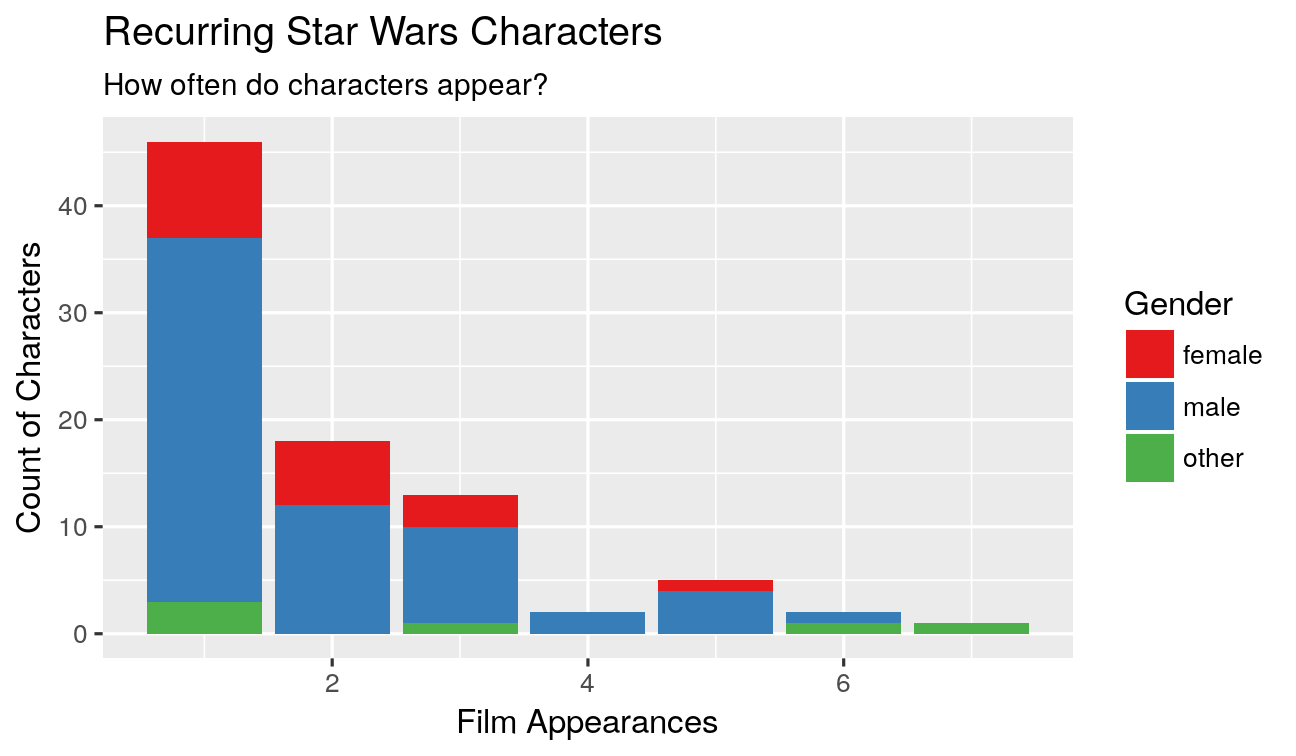 Recurring Star Wars Characters
How often do characters appear?
Count of Characters
40
30
20
10
0
2 4 6
Film Appearances
Gender
female
male
other